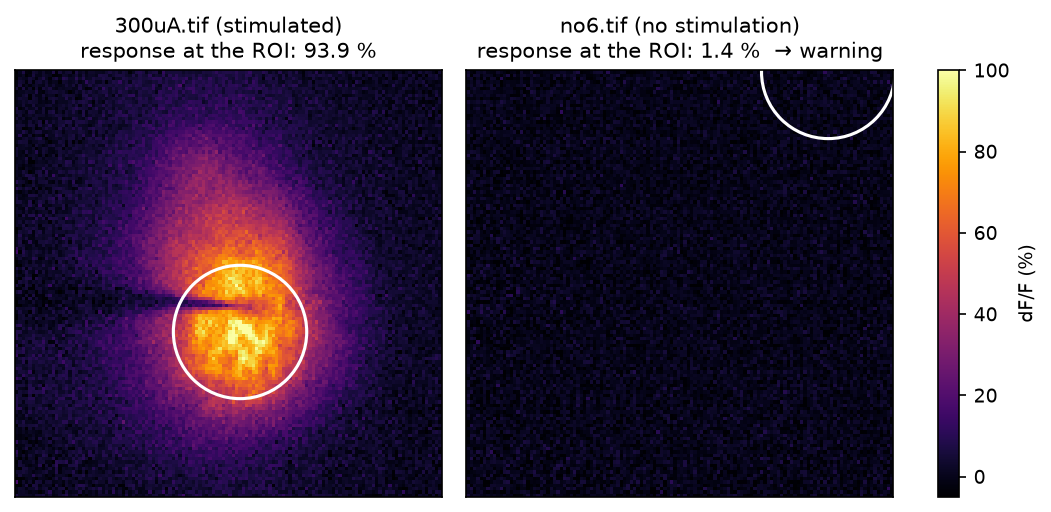 300uA.tif (stimulated)
response at the ROI: 93.9 %
no6.tif (no stimulation)
response at the ROI: 1.4 %  → warning
100
80
60
40
20
0
dF/F (%)